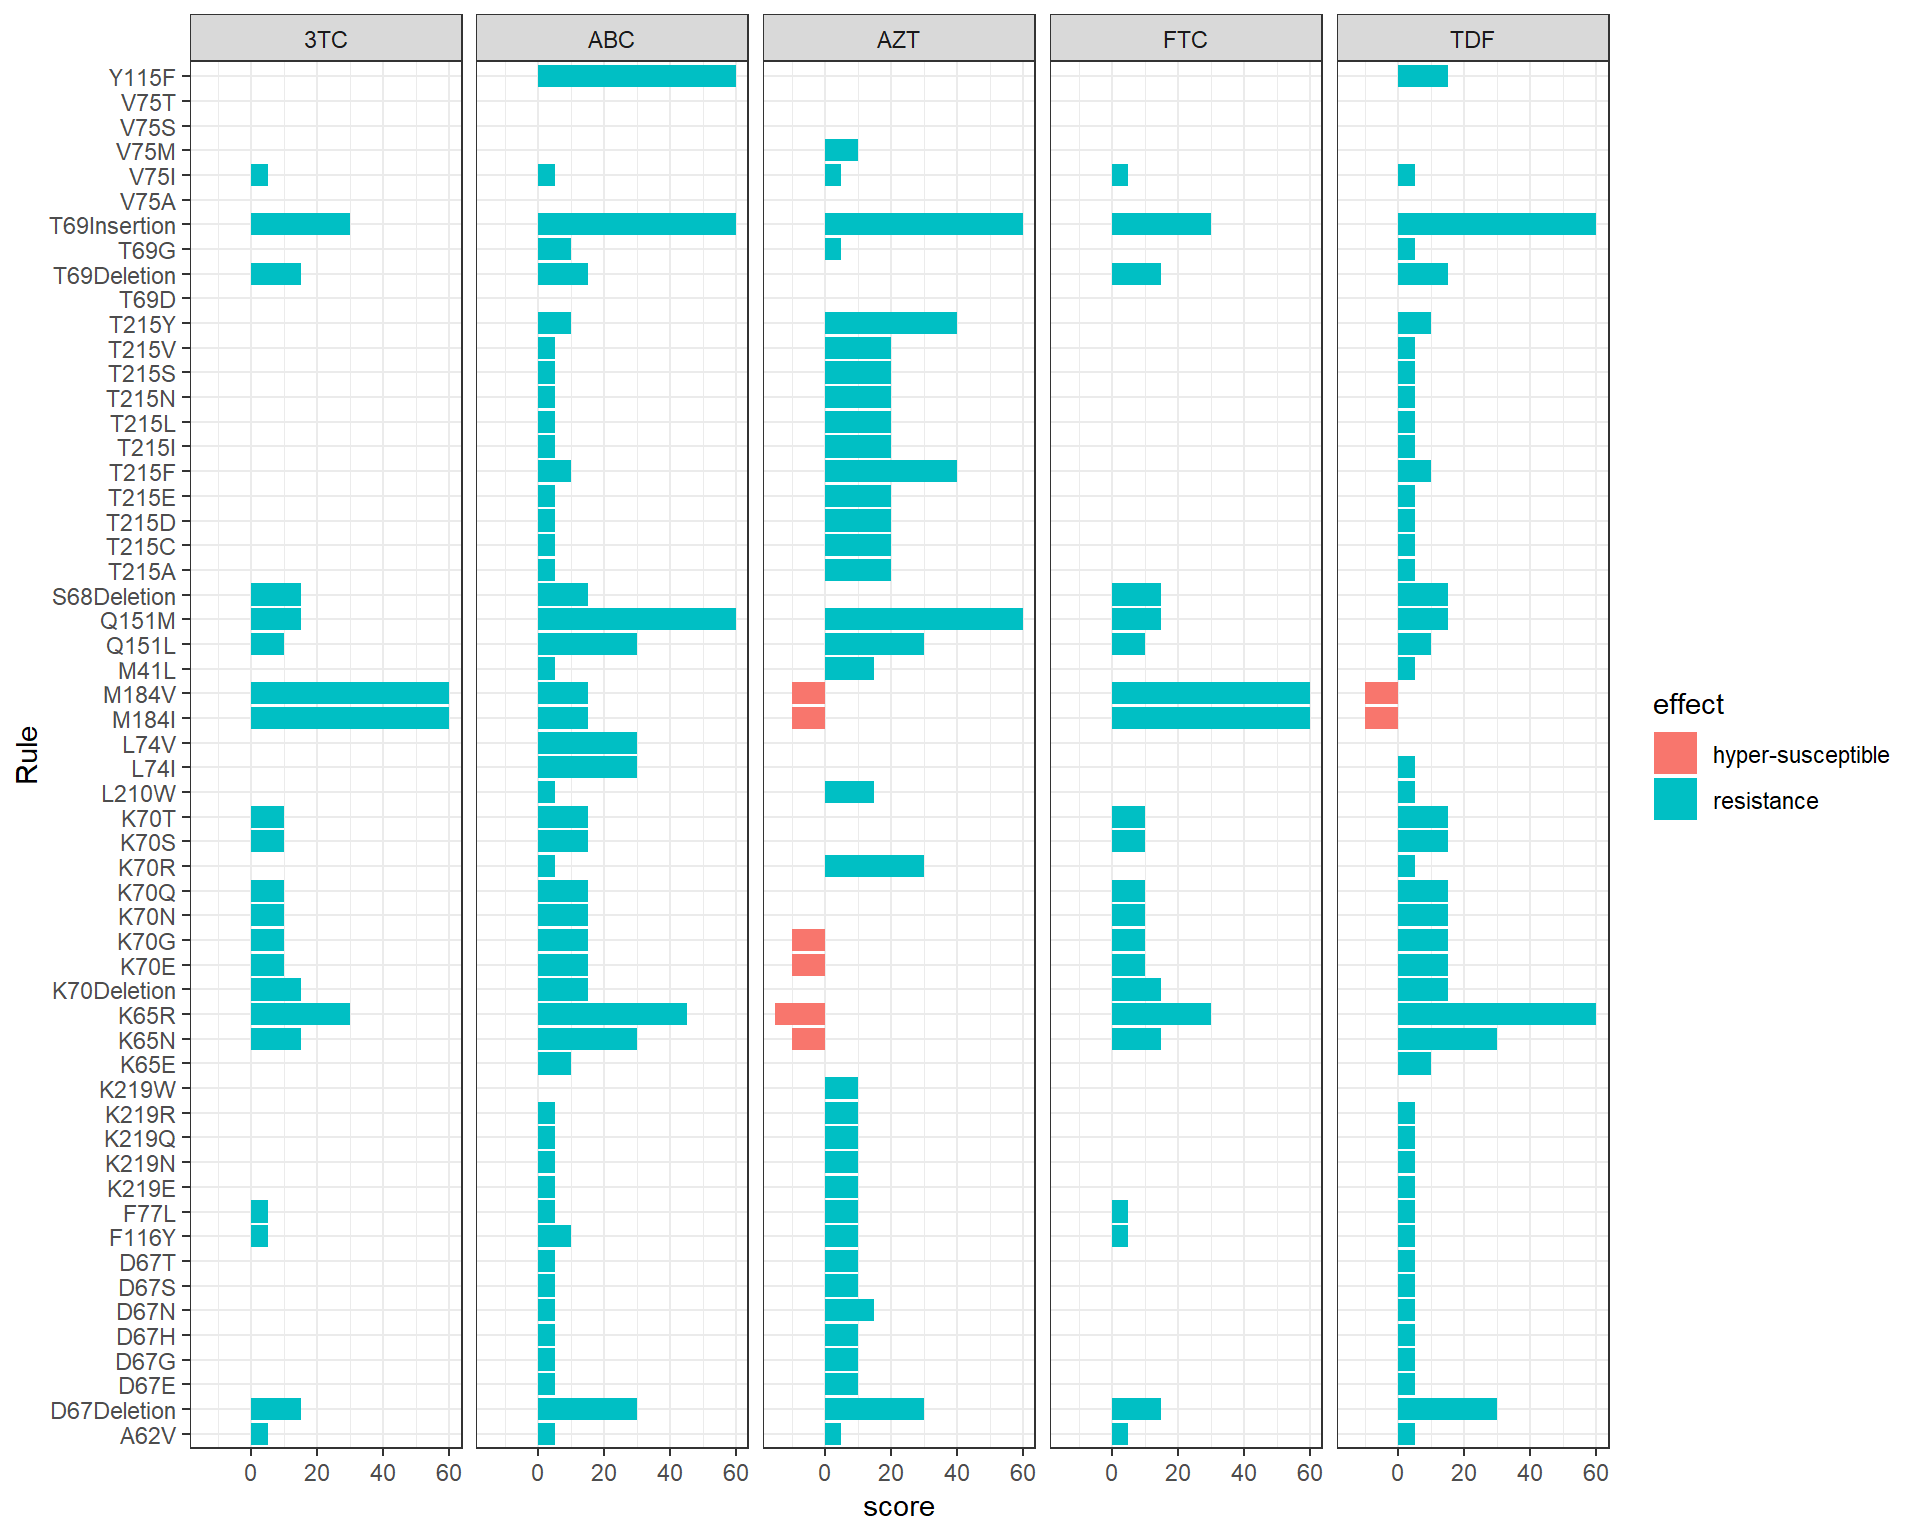 3TC ABC AZT FTC TDF
Y115F
V75T
V75S
V75M
V75I
V75A
T69Insertion
T69G
T69Deletion
T69D
T215Y
T215V
T215S
T215N
T215L
T215I
T215F
T215E
T215D
T215C
T215A
S68Deletion
Q151M
Q151L
M41L
M184V
M184I
L74V
L74I
L210W
K70T
K70S
K70R
K70Q
K70N
K70G
K70E
K70Deletion
K65R
K65N
K65E
K219W
K219R
K219Q
K219N
K219E
F77L
F116Y
D67T
D67S
D67N
D67H
D67G
D67E
D67Deletion
A62V
Rule
0 20 40 60 0 20 40 60 0 20 40 60 0 20 40 60 0 20 40 60
score
effect
hyper-susceptible
resistance